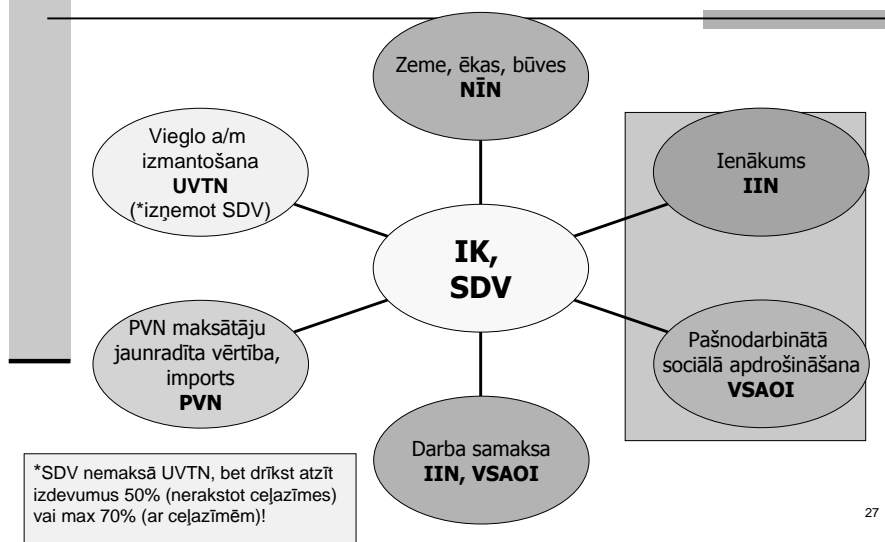 Zeme, ēkas, būves
NĪN
Vieglo a/m
izmantošana
UVTN
(*izņemot SDV)
Ienākums
IIN
IK,
SDV
PVN maksātāju
jaunradīta vērtība,
imports
PVN
Pašnodarbinātā
sociālā apdrošināšana
VSAOI
Darba samaksa
IIN, VSAOI
*SDV nemaksā UVTN, bet drīkst atzīt
izdevumus 50% (nerakstot ceļazīmes)
vai max 70% (ar ceļazīmēm)!
27